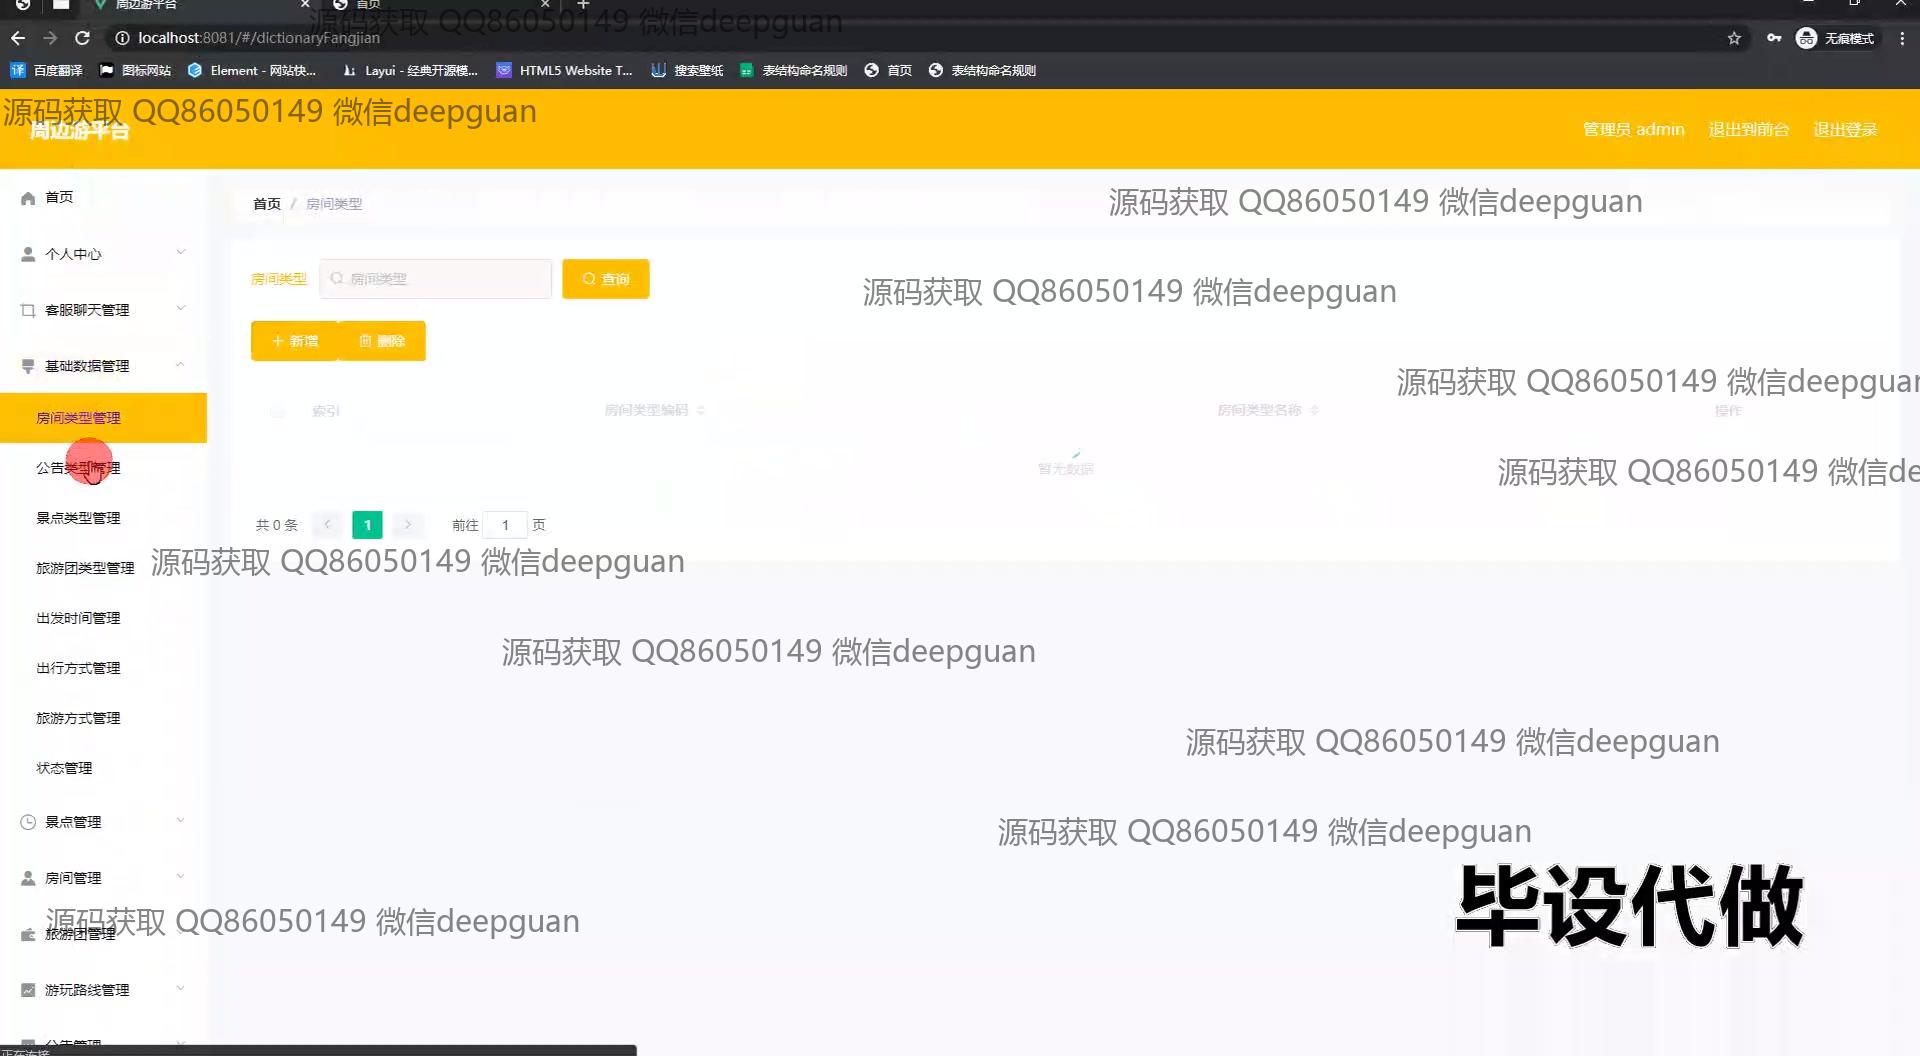 周边游平台
首页
源码获取 QQ86050149 微信deepguan
localhost:8081/#/dictionaryFangjian
无痕模式
百度翻译
图标网站
Element - 网站快...
Layui - 经典开源模...
HTML5 Website T...
搜索壁纸
表结构命名规则
首页
表结构命名规则
源码获取 QQ86050149 微信deepguan
周边游平台
管理员 admin
退出到前台
退出登录
首页
个人中心
客服聊天管理
基础数据管理
房间类型管理
公告类型管理
景点类型管理
旅游团类型管理
出发时间管理
出行方式管理
旅游方式管理
状态管理
景点管理
房间管理
旅游团管理
游玩路线管理
公告管理
首页 / 房间类型
源码获取 QQ86050149 微信deepguan
房间类型
房间类型
查询
源码获取 QQ86050149 微信deepguan
新增
删除
源码获取 QQ86050149 微信deepguan
索引
房间类型编码
房间类型名称
操作
暂无数据
源码获取 QQ86050149 微信de
共 0 条
1
前往 1 页
源码获取 QQ86050149 微信deepguan
源码获取 QQ86050149 微信deepguan
源码获取 QQ86050149 微信deepguan
源码获取 QQ86050149 微信deepguan
毕设代做
源码获取 QQ86050149 微信deepguan